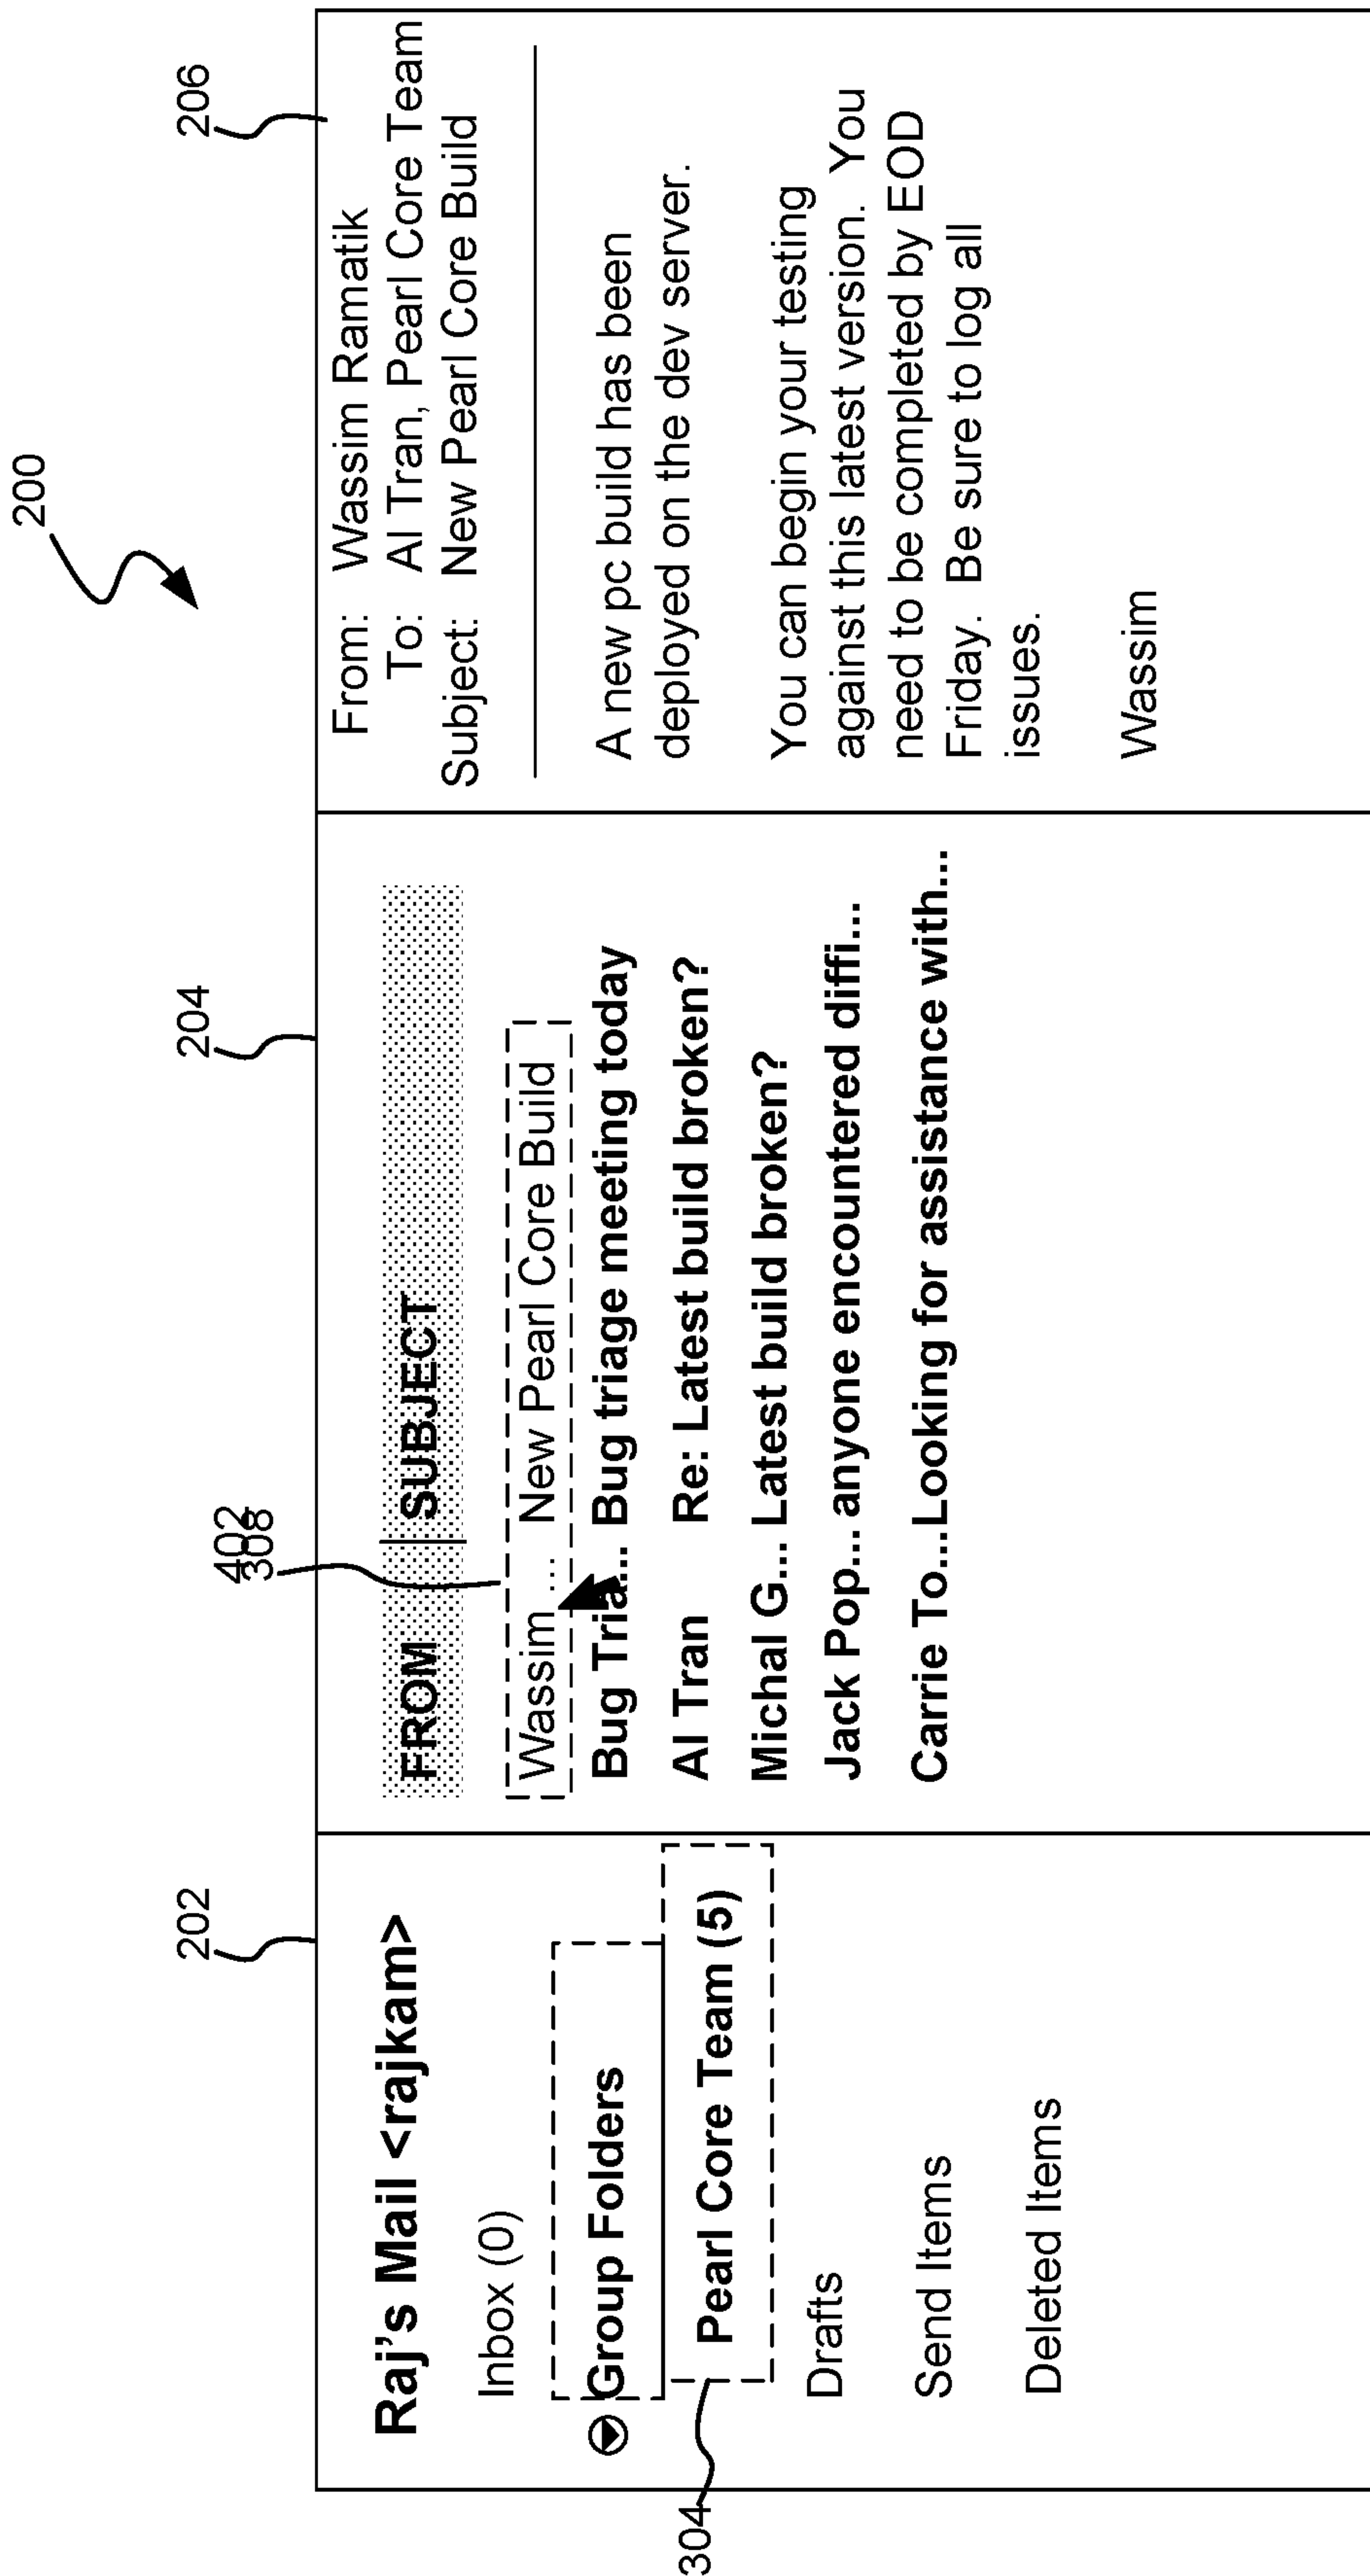 200
202
204
206
Raj's Mail <rajkam>
Inbox (0)
Group Folders
Pearl Core Team (5)
Drafts
Send Items
Deleted Items
304
402
308
FROM SUBJECT
Wassim ... New Pearl Core Build
Bug Tria... Bug triage meeting today
Al Tran Re: Latest build broken?
Michal G... Latest build broken?
Jack Pop... anyone encountered diffi...
Carrie To...Looking for assistance with...
From: Wassim Ramatik
To: Al Tran, Pearl Core Team
Subject: New Pearl Core Build
A new pc build has been
deployed on the dev server.
You can begin your testing
against this latest version. You
need to be completed by EOD
Friday. Be sure to log all
issues.
Wassim